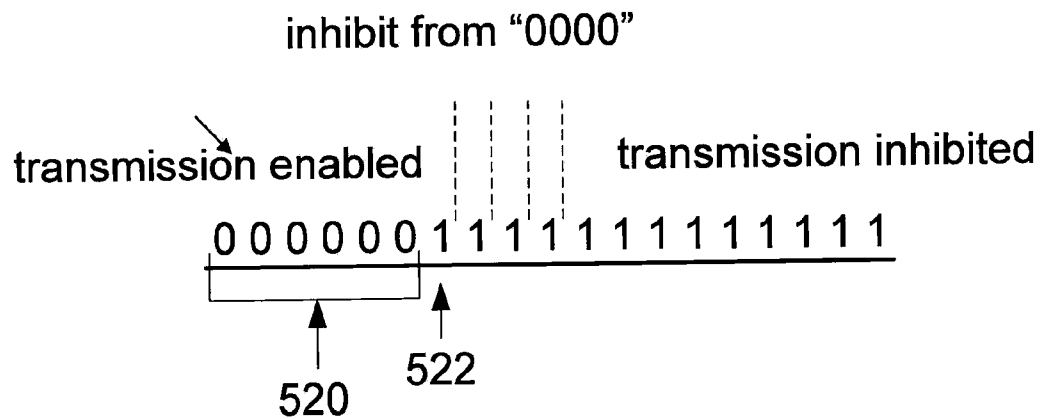 inhibit from “0000”
transmission enabled
transmission inhibited
0 0 0 0 0 0 1 1 1 1 1 1 1 1 1 1 1 1 1
522
520